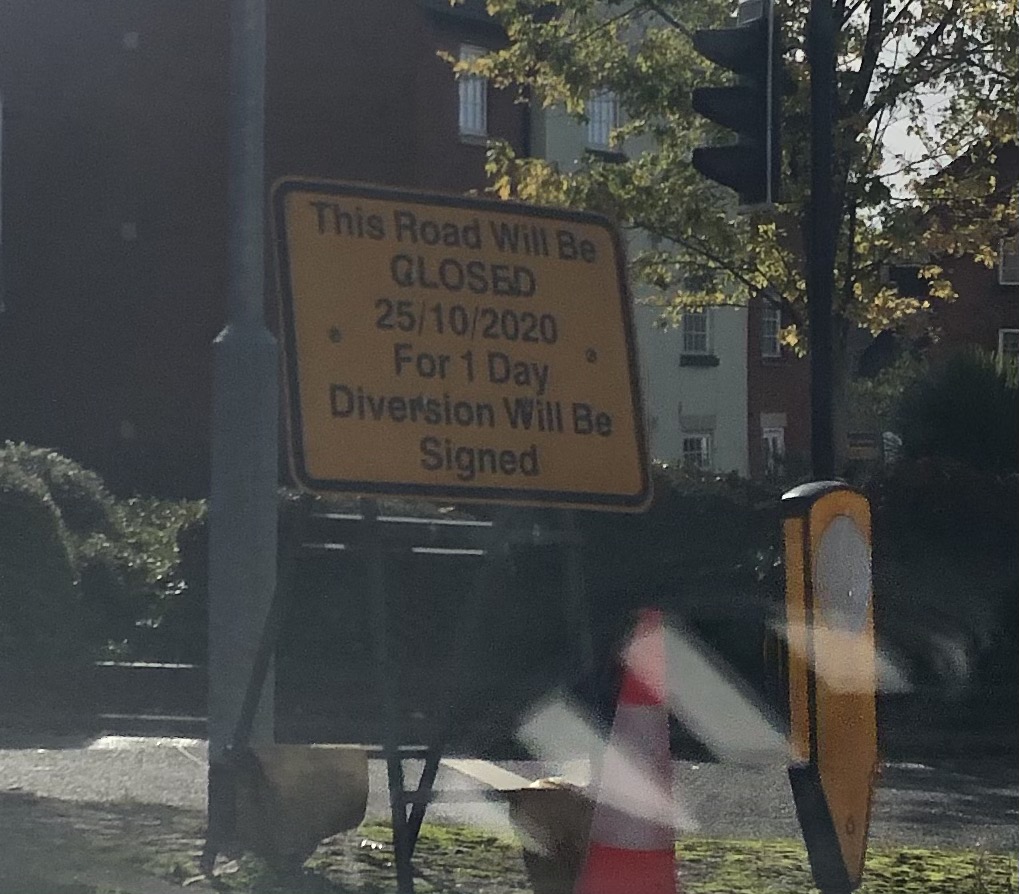 This Road Will Be
CLOSED
25/10/2020
For 1 Day
Diversion Will Be
Signed